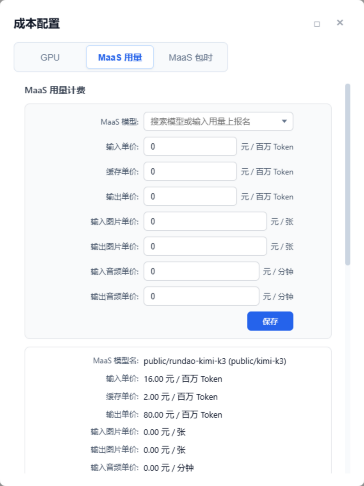 成本配置
GPU MaaS 用量 MaaS 包时
MaaS 用量计费
MaaS 模型: 搜索模型或输入用量上报名
输入单价: 0 元 / 百万 Token
缓存单价: 0 元 / 百万 Token
输出单价: 0 元 / 百万 Token
输入图片单价: 0 元 / 张
输出图片单价: 0 元 / 张
输入音频单价: 0 元 / 分钟
输出音频单价: 0 元 / 分钟
保存
MaaS 模型名: public/rundao-kimi-k3 (public/kimi-k3)
输入单价: 16.00 元 / 百万 Token
缓存单价: 2.00 元 / 百万 Token
输出单价: 80.00 元 / 百万 Token
输入图片单价: 0.00 元 / 张
输出图片单价: 0.00 元 / 张
输入音频单价: 0.00 元 / 分钟